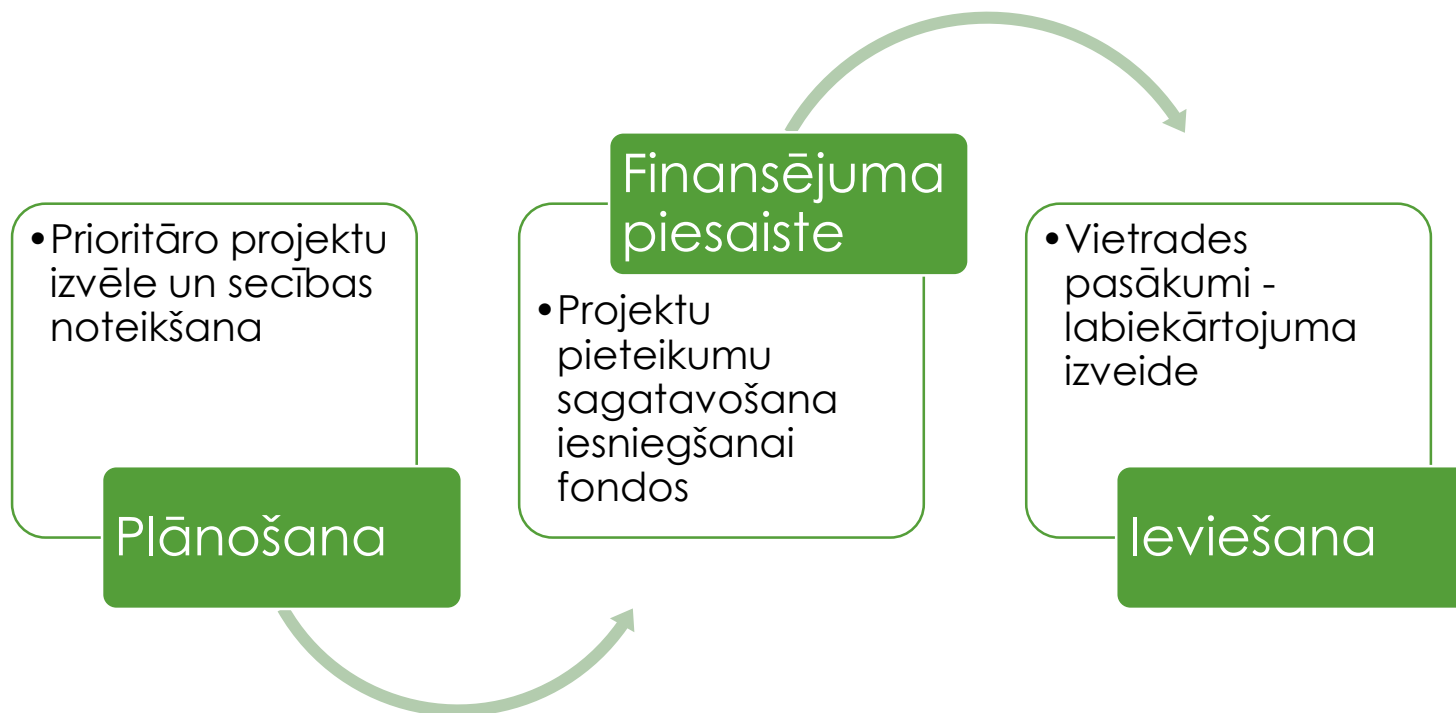 •Prioritāro projektu
izvēle un secības
noteikšana
Plānošana
Finansējuma
piesaiste
•Projektu
pieteikumu
sagatavošana
iesniegšanai
fondos
•Vietrades
pasākumi -
labiekārtojuma
izveide
Ieviešana